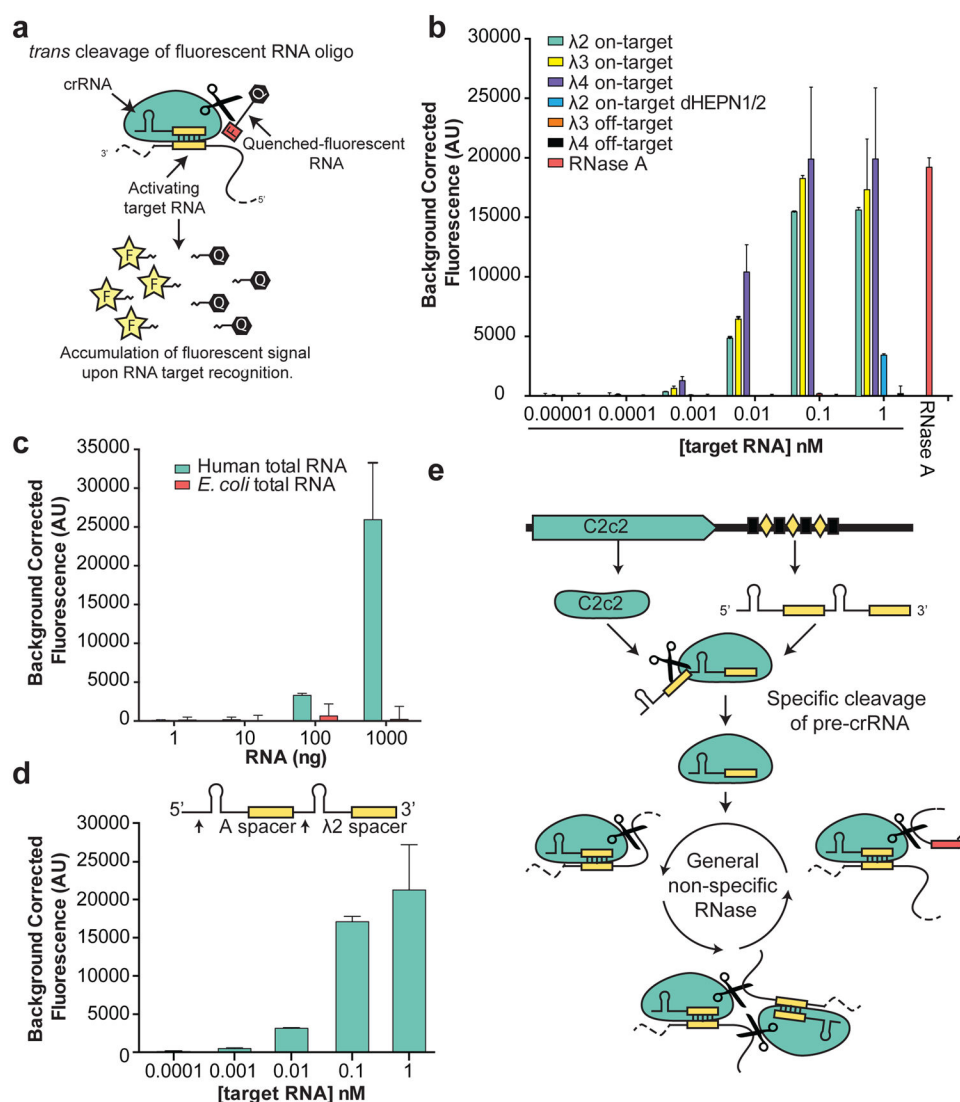 a
trans cleavage of fluorescent RNA oligo
crRNA
Q
F
Quenched-fluorescent
RNA
3'
5'
Activating
target RNA
F
Q
F
Q
F
Q
F
Q
Accumulation of fluorescent signal
upon RNA target recognition.
b
Background Corrected
Fluorescence (AU)
30000
25000
20000
15000
10000
5000
0
λ2 on-target
λ3 on-target
λ4 on-target
λ2 on-target dHEPN1/2
λ3 off-target
λ4 off-target
RNase A
0.00001 0.0001 0.001 0.01 0.1 1
RNase A
[target RNA] nM
c
Background Corrected
Fluorescence (AU)
35000
30000
25000
20000
15000
10000
5000
0
Human total RNA
E. coli total RNA
1 10 100 1000
RNA (ng)
d
5' 3'
A spacer λ2 spacer
Background Corrected
Fluorescence (AU)
30000
25000
20000
15000
10000
5000
0
0.0001 0.001 0.01 0.1 1
[target RNA] nM
e
C2c2
C2c2
5' 3'
Specific cleavage
of pre-crRNA
General
non-specific
RNase